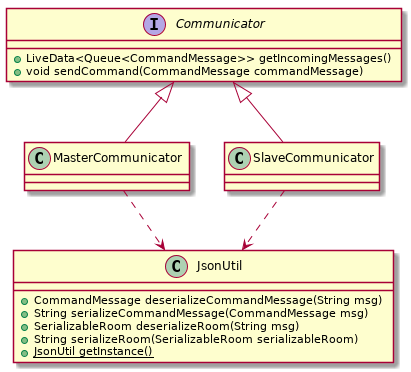 I Communicator
LiveData<Queue<CommandMessage>> getIncomingMessages()
void sendCommand(CommandMessage commandMessage)
C MasterCommunicator
C SlaveCommunicator
C JsonUtil
CommandMessage deserializeCommandMessage(String msg)
String serializeCommandMessage(CommandMessage msg)
SerializableRoom deserializeRoom(String msg)
String serializeRoom(SerializableRoom serializableRoom)
JsonUtil getInstance()